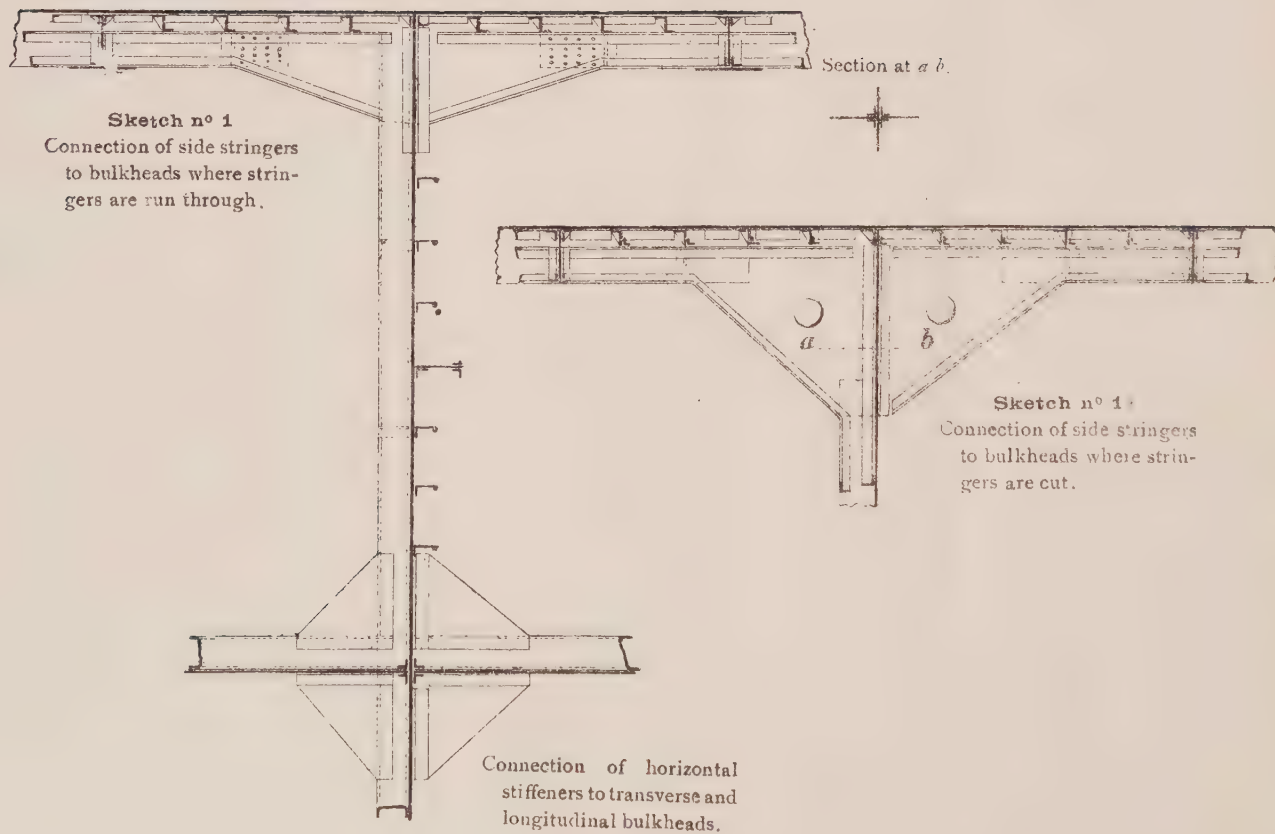 Sketch nº 1
Connection of side stringers
to bulkheads where strin-
gers are run through.
Section at a b.
a
b
Sketch nº 1
Connection of side stringers
to bulkheads where strin-
gers are cut.
Connection of horizontal
stiffeners to transverse and
longitudinal bulkheads.